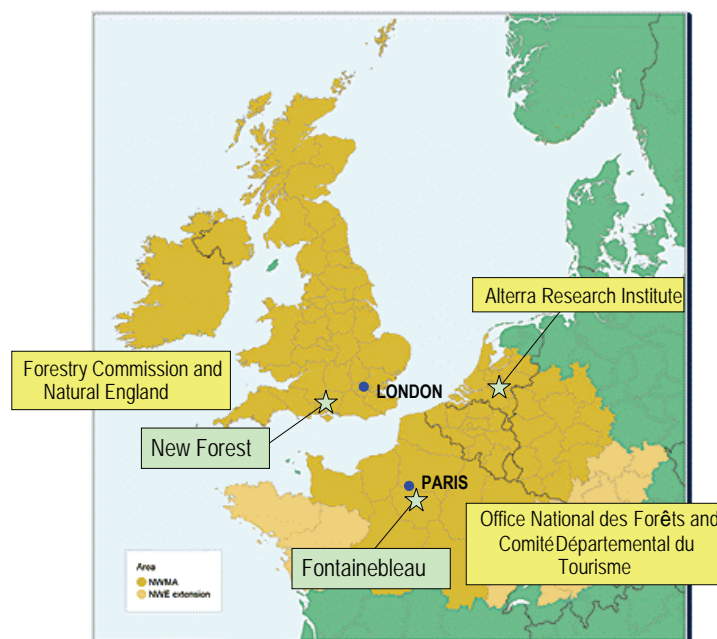 Alterra Research Institute
Forestry Commission and
Natural England
LONDON
New Forest
PARIS
Office National des Forêts and
Comité Départemental du
Tourisme
Fontainebleau
Area
NWMA
NWE extension